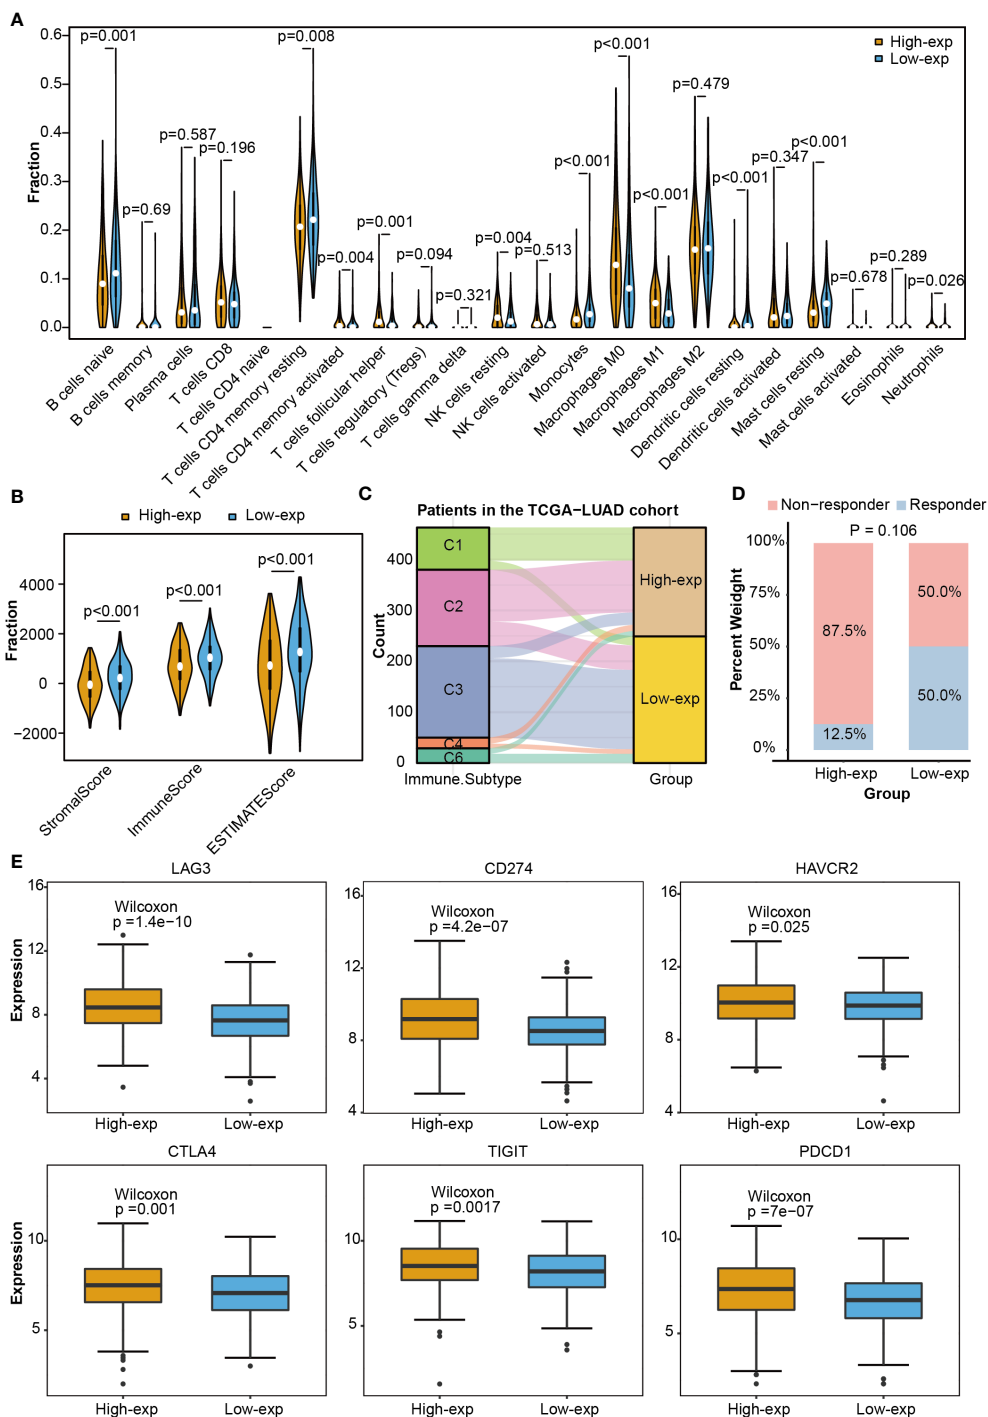 A
High-exp
Low-exp
Fraction
0.6
0.5
0.4
0.3
0.2
0.1
0.0
p=0.001
p=0.69
p=0.587
p=0.196
p=0.008
p=0.004
p=0.001
p=0.094
p=0.321
p=0.004
p=0.513
p<0.001
p<0.001
p<0.001
p=0.479
p<0.001
p=0.347
p<0.001
p=0.678
p=0.289
p=0.026
B cells naive
B cells memory
Plasma cells
T cells CD8
T cells CD4 naive
T cells CD4 memory resting
T cells CD4 memory activated
T cells follicular helper
T cells regulatory (Tregs)
T cells gamma delta
NK cells resting
NK cells activated
Monocytes
Macrophages M0
Macrophages M1
Macrophages M2
Dendritic cells resting
Dendritic cells activated
Mast cells resting
Mast cells activated
Eosinophils
Neutrophils
B
High-exp
Low-exp
Fraction
4000
2000
0
−2000
p<0.001
p<0.001
p<0.001
StromalScore
ImmuneScore
ESTIMATEScore
C
Patients in the TCGA−LUAD cohort
Count
400
300
200
100
0
C1
C2
C3
C4
C6
High-exp
Low-exp
Immune.Subtype
Group
D
Non−responder
Responder
P = 0.106
Percent Weidght
100%
75%
50%
25%
0%
87.5%
12.5%
50.0%
50.0%
High-exp
Low-exp
Group
E
LAG3
Wilcoxon
p =1.4e−10
Expression
16
12
8
4
High-exp
Low-exp
CD274
Wilcoxon
p =4.2e−07
16
12
8
4
High-exp
Low-exp
HAVCR2
Wilcoxon
p =0.025
16
12
8
4
High-exp
Low-exp
CTLA4
Wilcoxon
p =0.001
Expression
10
5
High-exp
Low-exp
TIGIT
Wilcoxon
p =0.0017
10
5
High-exp
Low-exp
PDCD1
Wilcoxon
p =7e−07
10
5
High-exp
Low-exp